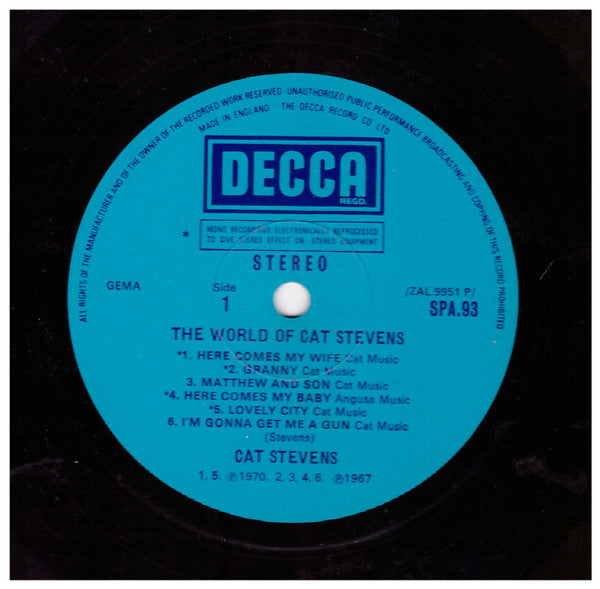 ALL RIGHTS OF THE MANUFACTURER AND OF THE OWNER OF THE RECORDED WORK RESERVED · UNAUTHORISED PUBLIC PERFORMANCE BROADCASTING AND COPYING OF THIS RECORD PROHIBITED
MADE IN ENGLAND · THE DECCA RECORD CO. LTD.
DECCA
REGD.
* MONO RECORDINGS ELECTRONICALLY REPROCESSED
TO GIVE STEREO EFFECT ON STEREO EQUIPMENT
STEREO
GEMA
Side
1
/ZAL.9951 P/
SPA.93
THE WORLD OF CAT STEVENS
*1. HERE COMES MY WIFE Cat Music
*2. GRANNY Cat Music
3. MATTHEW AND SON Cat Music
*4. HERE COMES MY BABY Angusa Music
*5. LOVELY CITY Cat Music
6. I'M GONNA GET ME A GUN Cat Music
(Stevens)
CAT STEVENS
1, 5. ℗1970. 2, 3, 4, 6. ℗1967